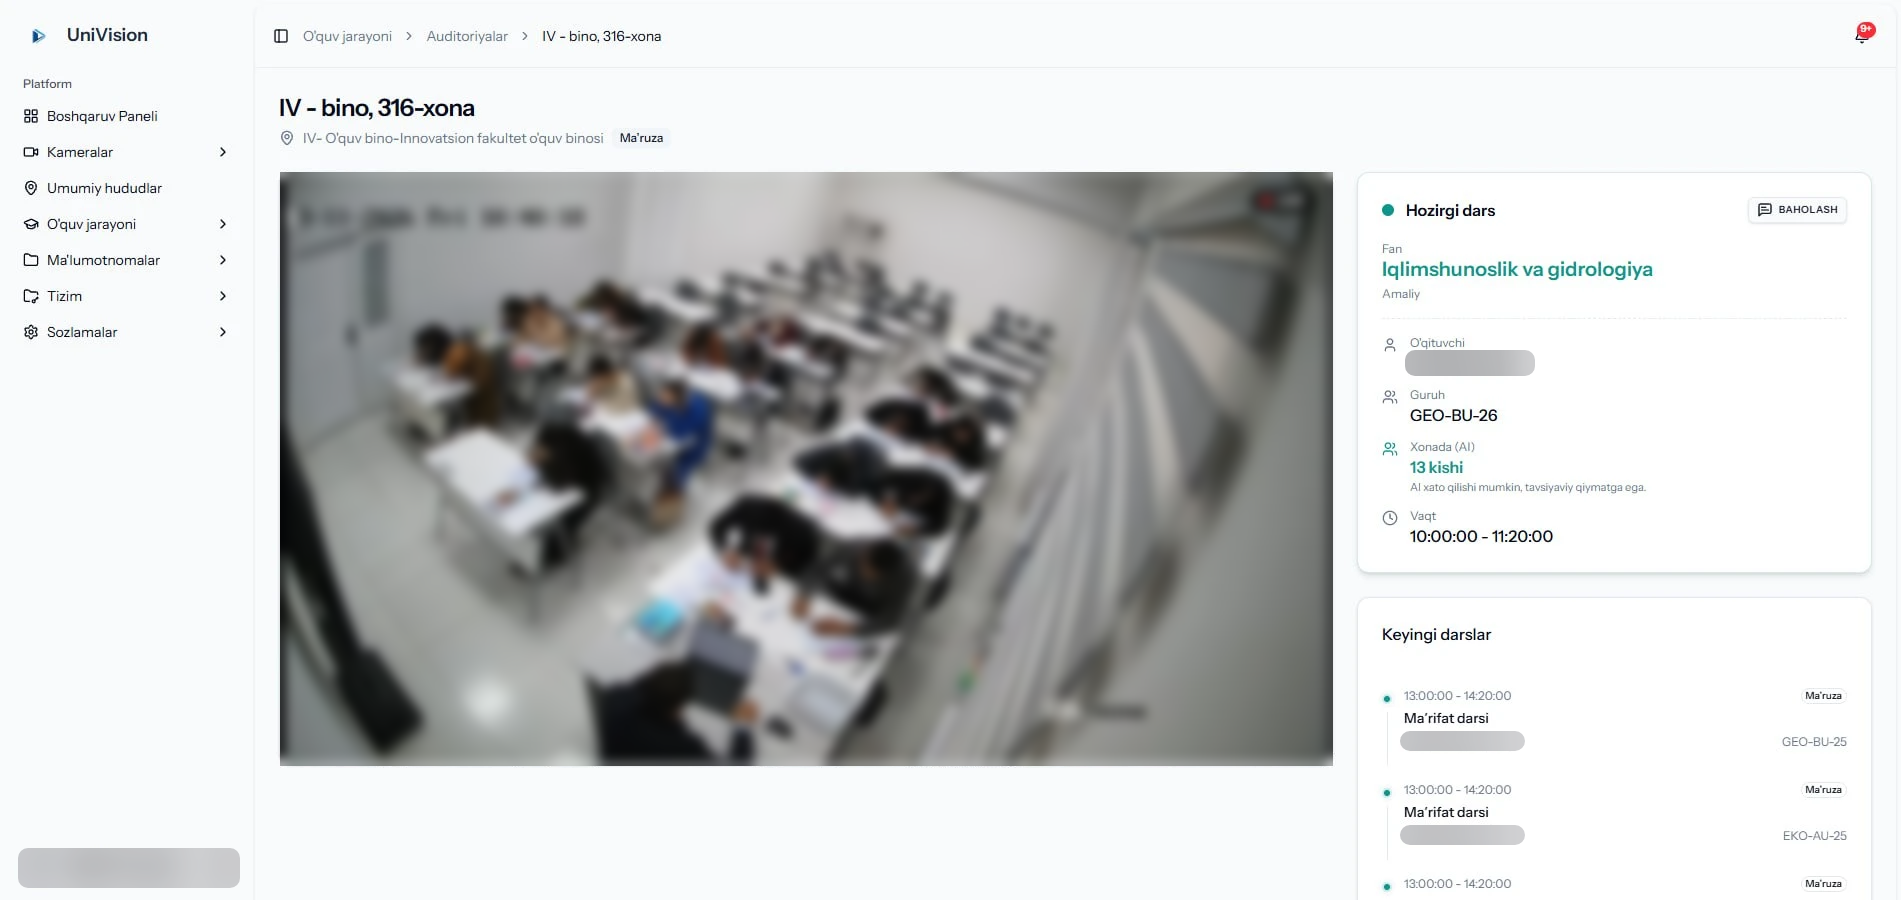 UniVision
Platform
Boshqaruv Paneli
Kameralar
Umumiy hududlar
O'quv jarayoni
Ma'lumotnomalar
Tizim
Sozlamalar
O'quv jarayoni > Auditoriyalar > IV - bino, 316-xona
9+
IV - bino, 316-xona
IV- O'quv bino-Innovatsion fakultet o'quv binosi Ma'ruza
Hozirgi dars
BAHOLASH
Fan
Iqlimshunoslik va gidrologiya
Amaliy
O'qituvchi
Guruh
GEO-BU-26
Xonada (AI)
13 kishi
AI xato qilishi mumkin, tavsiyaviy qiymatga ega.
Vaqt
10:00:00 - 11:20:00
Keyingi darslar
13:00:00 - 14:20:00 Ma'ruza
Ma'rifat darsi
GEO-BU-25
13:00:00 - 14:20:00 Ma'ruza
Ma'rifat darsi
EKO-AU-25
13:00:00 - 14:20:00 Ma'ruza